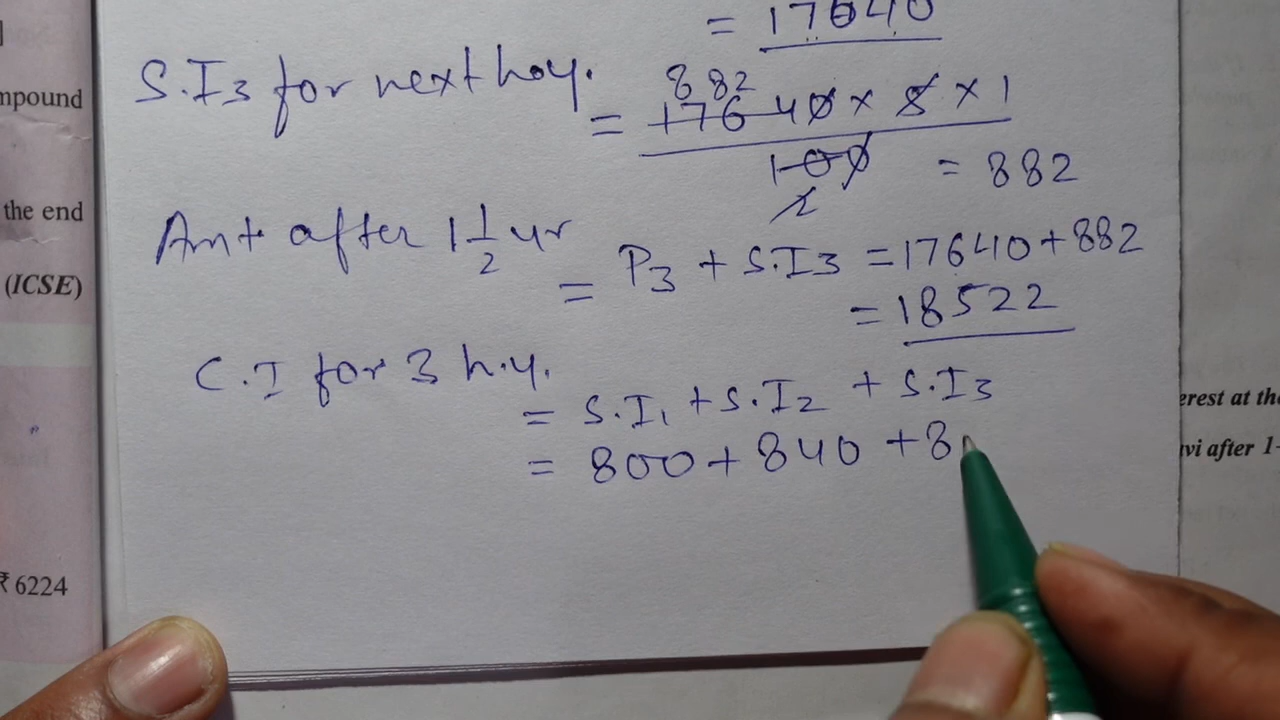 = 17640
S.I3 for next h.y.
882
= 17640 × 5 × 1
100 = 882
2
Amt after 1 1/2 yr
= P3 + S.I3 = 17640+882
= 18522
C.I for 3 h.y.
= S.I1 + S.I2 + S.I3
= 800 + 840 + 8
mpound
the end
(ICSE)
₹ 6224
erest at the
vi after 1-